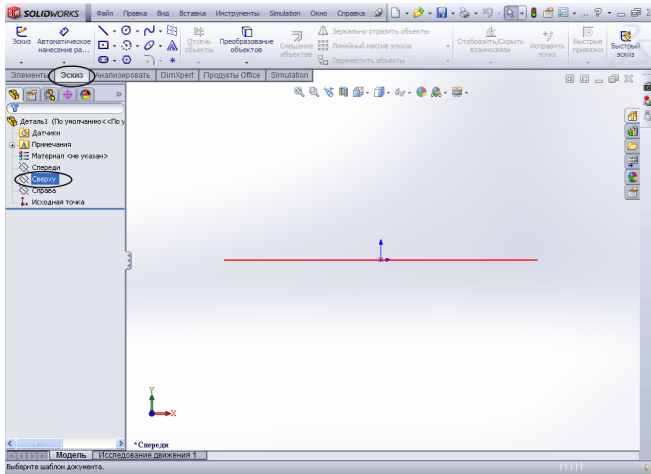 SOLIDWORKS Файл Правка Вид Вставка Инструменты Simulation Окно Справка
Эскиз Автоматическое нанесение ра... Отсечь объекты Преобразование объектов Смещение объектов Зеркально отразить объекты Отобразить/Скрыть взаимосвязи Исправить эскиз Быстрые привязки Быстрый эскиз
Линейный массив эскиза
Переместить объекты
Элементы Эскиз Анализировать DimXpert Продукты Office Simulation
Деталь1 (По умолчанию<<По у
Датчики
Примечания
Материал <не указан>
Спереди
Сверху
Справа
Исходная точка
Y
X
*Спереди
Модель Исследование движения 1
Выберите шаблон документа.